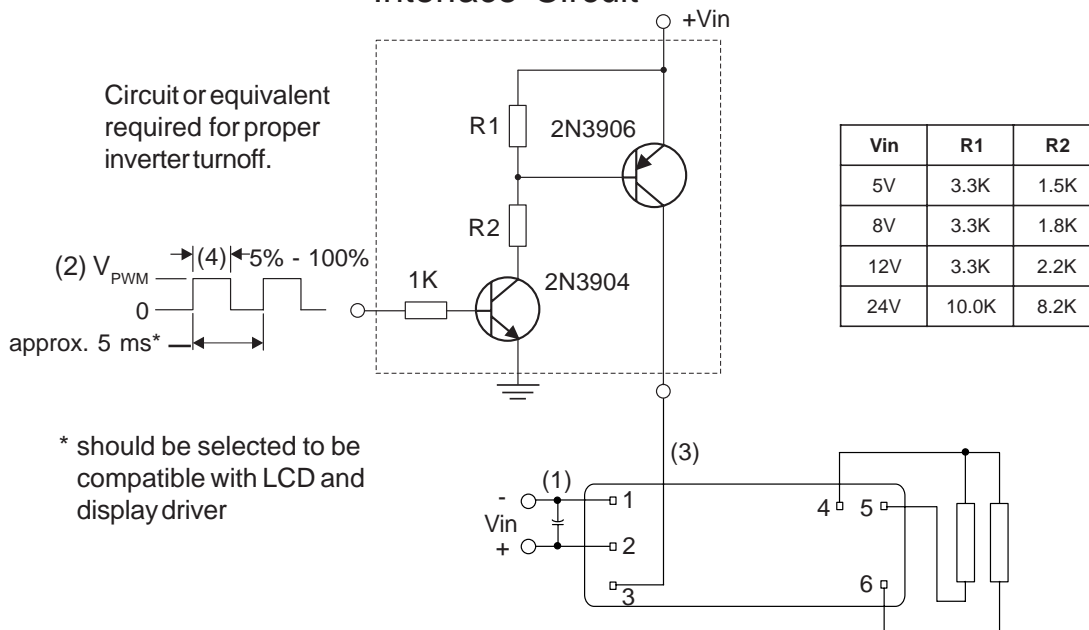 Interface Circuit
+Vin
Circuit or equivalent
required for proper
inverter turnoff.
R1
2N3906
R2
(2) VPWM
(4)
5% - 100%
0
approx. 5 ms*
1K
2N3904
Vin R1 R2
5V 3.3K 1.5K
8V 3.3K 1.8K
12V 3.3K 2.2K
24V 10.0K 8.2K
* should be selected to be
compatible with LCD and
display driver
(3)
(1)
-
Vin
+
1
2
3
4
5
6